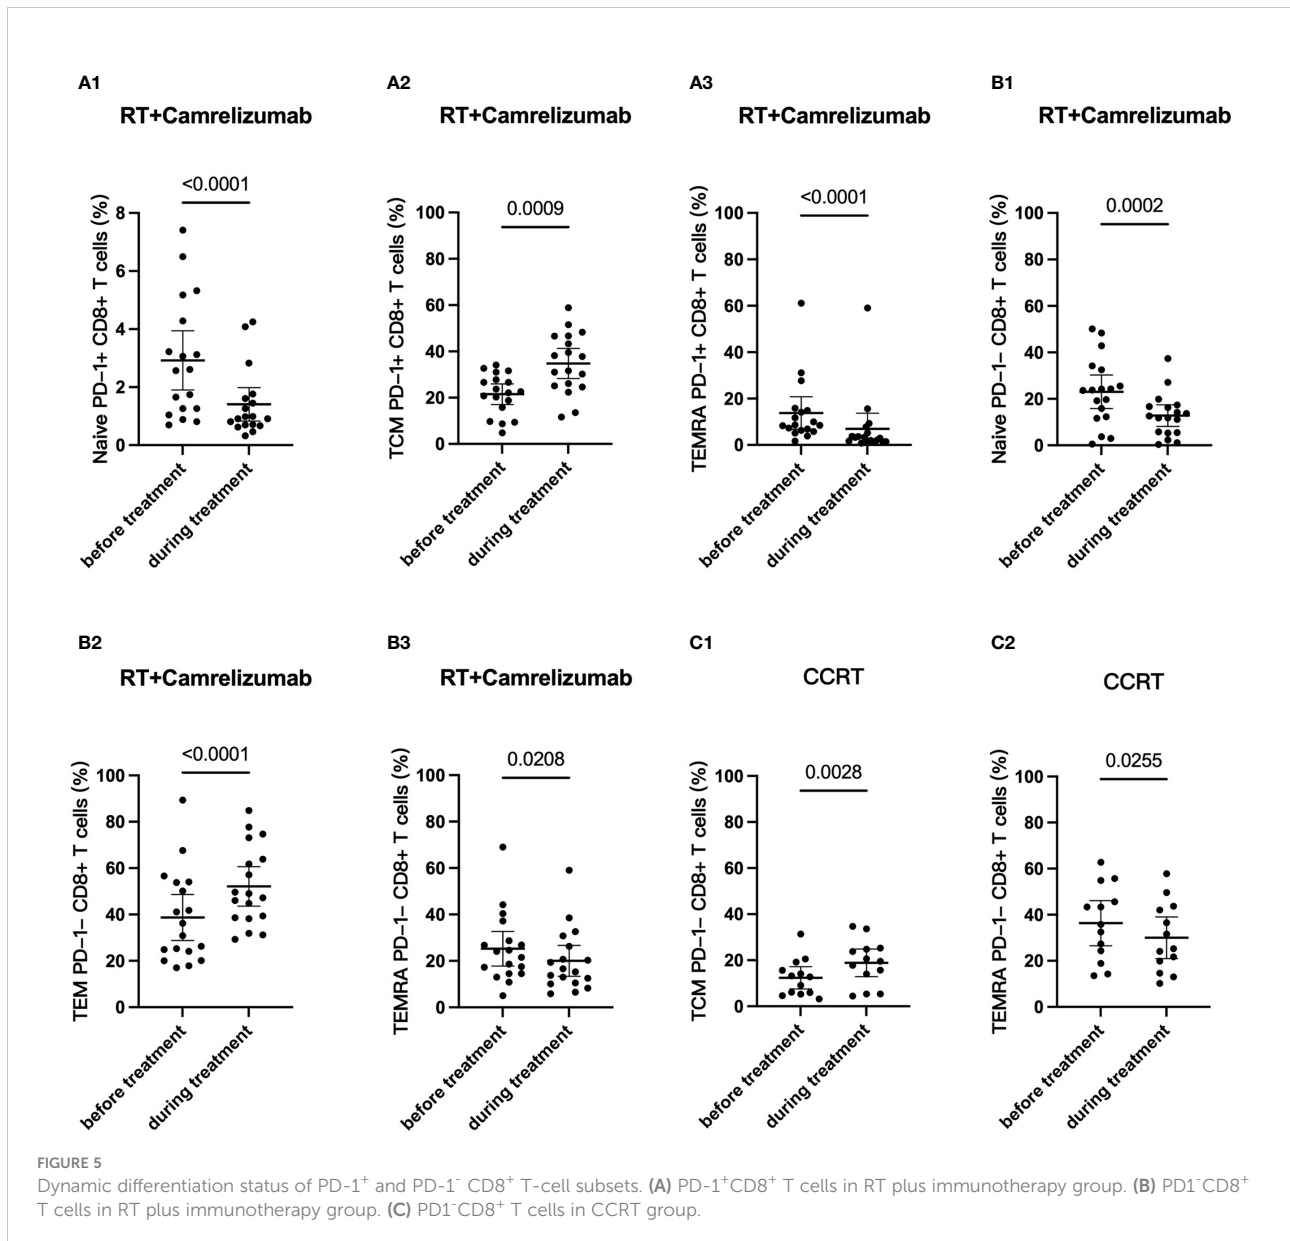 A1
RT+Camrelizumab
<0.0001
Naive PD-1+ CD8+ T cells (%)
8
6
4
2
0
before treatment
during treatment
A2
RT+Camrelizumab
0.0009
TCM PD-1+ CD8+ T cells (%)
100
80
60
40
20
0
before treatment
during treatment
A3
RT+Camrelizumab
<0.0001
TEMRA PD-1+ CD8+ T cells (%)
100
80
60
40
20
0
before treatment
during treatment
B1
RT+Camrelizumab
0.0002
Naive PD-1- CD8+ T cells (%)
100
80
60
40
20
0
before treatment
during treatment
B2
RT+Camrelizumab
<0.0001
TEM PD-1- CD8+ T cells (%)
100
80
60
40
20
0
before treatment
during treatment
B3
RT+Camrelizumab
0.0208
TEMRA PD-1- CD8+ T cells (%)
100
80
60
40
20
0
before treatment
during treatment
C1
CCRT
0.0028
TCM PD-1- CD8+ T cells (%)
100
80
60
40
20
0
before treatment
during treatment
C2
CCRT
0.0255
TEMRA PD-1- CD8+ T cells (%)
100
80
60
40
20
0
before treatment
during treatment
FIGURE 5
Dynamic differentiation status of PD-1⁺ and PD-1⁻ CD8⁺ T-cell subsets. (A) PD-1⁺CD8⁺ T cells in RT plus immunotherapy group. (B) PD1⁻CD8⁺
T cells in RT plus immunotherapy group. (C) PD1⁻CD8⁺ T cells in CCRT group.